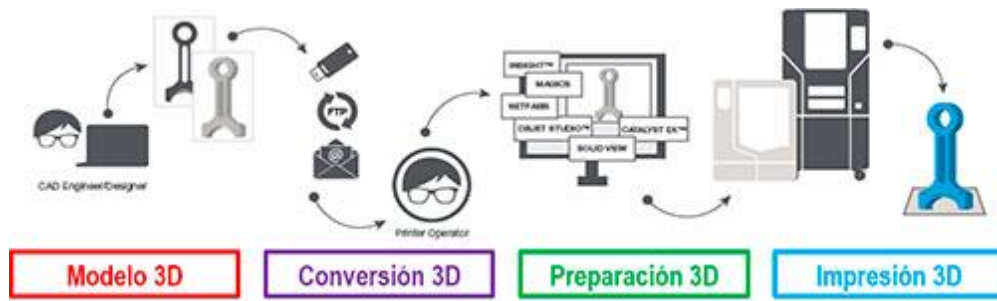 FTP
@
CAD Engineer/Designer
Printer Operator
INSIGHT™
MAGICS
NETFABB
OBJET STUDIO™
CATALYST EX™
SOLID VIEW
Modelo 3D
Conversión 3D
Preparación 3D
Impresión 3D